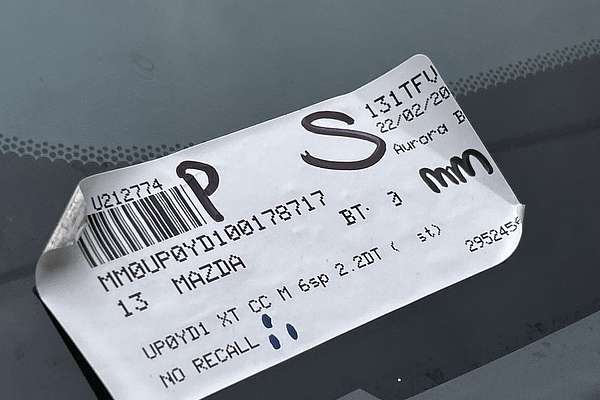 U212774
P S
131TFV
22/02/20
Aurora B
mm
MM0UP0YD100178717
BT. 3
13 MAZDA
UP0YD1 XT CC M 6sp 2.2DT ( st)
NO RECALL